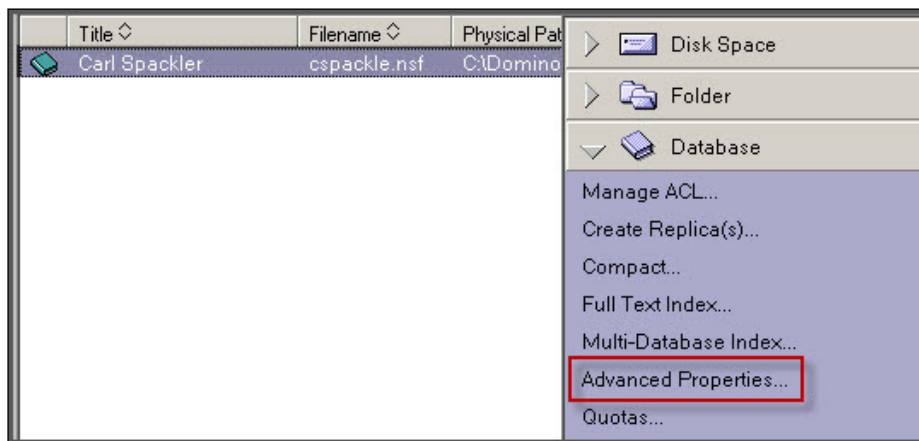 Title Filename Physical Pat
Carl Spackler cspackle.nsf C:\Domino
Disk Space
Folder
Database
Manage ACL...
Create Replica(s)...
Compact...
Full Text Index...
Multi-Database Index...
Advanced Properties...
Quotas...